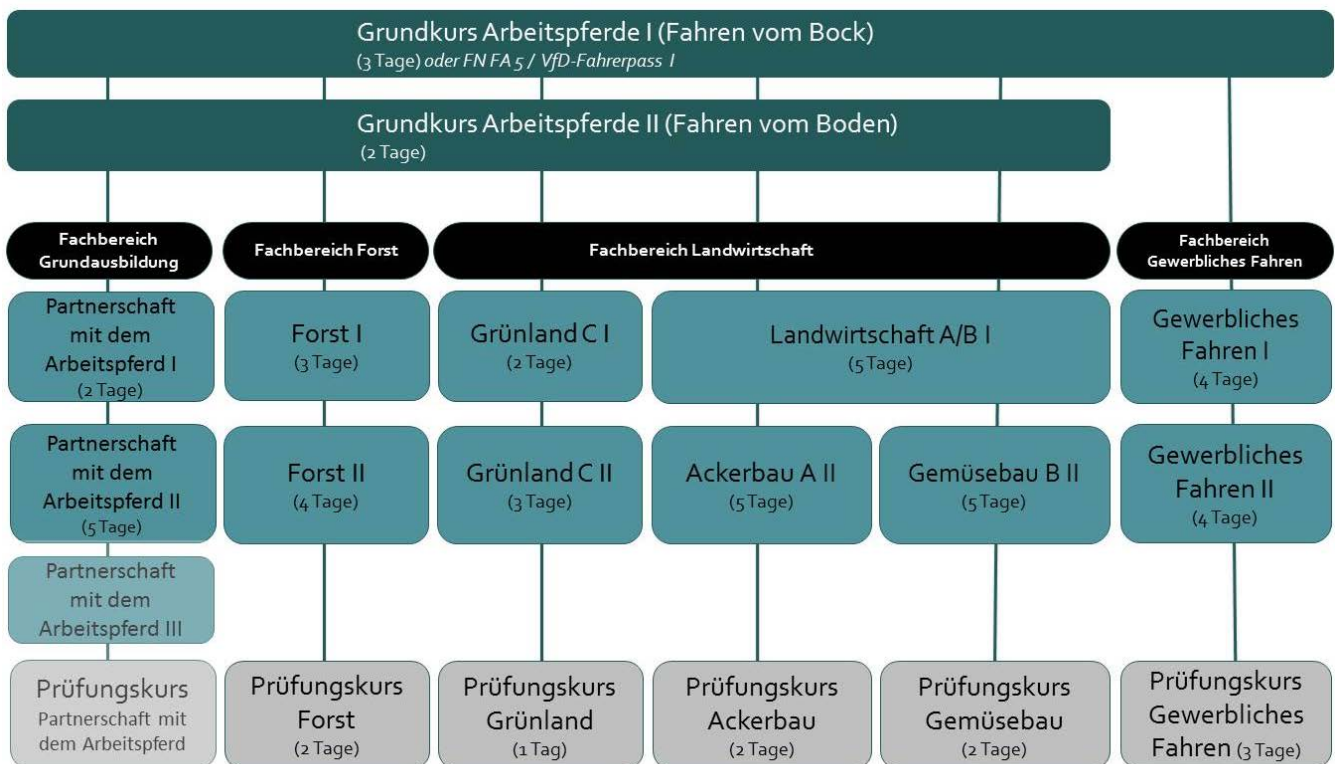 Grundkurs Arbeitspferde I (Fahren vom Bock)
(3 Tage) oder FN FA 5 / VfD-Fahrerpass I
Grundkurs Arbeitspferde II (Fahren vom Boden)
(2 Tage)
Fachbereich
Grundausbildung
Fachbereich Forst
Fachbereich Landwirtschaft
Fachbereich
Gewerbliches Fahren
Partnerschaft
mit dem
Arbeitspferd I
(2 Tage)
Forst I
(3 Tage)
Grünland C I
(2 Tage)
Landwirtschaft A/B I
(5 Tage)
Gewerbliches
Fahren I
(4 Tage)
Partnerschaft
mit dem
Arbeitspferd II
(5 Tage)
Forst II
(4 Tage)
Grünland C II
(3 Tage)
Ackerbau A II
(5 Tage)
Gemüsebau B II
(5 Tage)
Gewerbliches
Fahren II
(4 Tage)
Partnerschaft
mit dem
Arbeitspferd III
Prüfungskurs
Partnerschaft mit
dem Arbeitspferd
Prüfungskurs
Forst
(2 Tage)
Prüfungskurs
Grünland
(1 Tag)
Prüfungskurs
Ackerbau
(2 Tage)
Prüfungskurs
Gemüsebau
(2 Tage)
Prüfungskurs
Gewerbliches
Fahren (3 Tage)